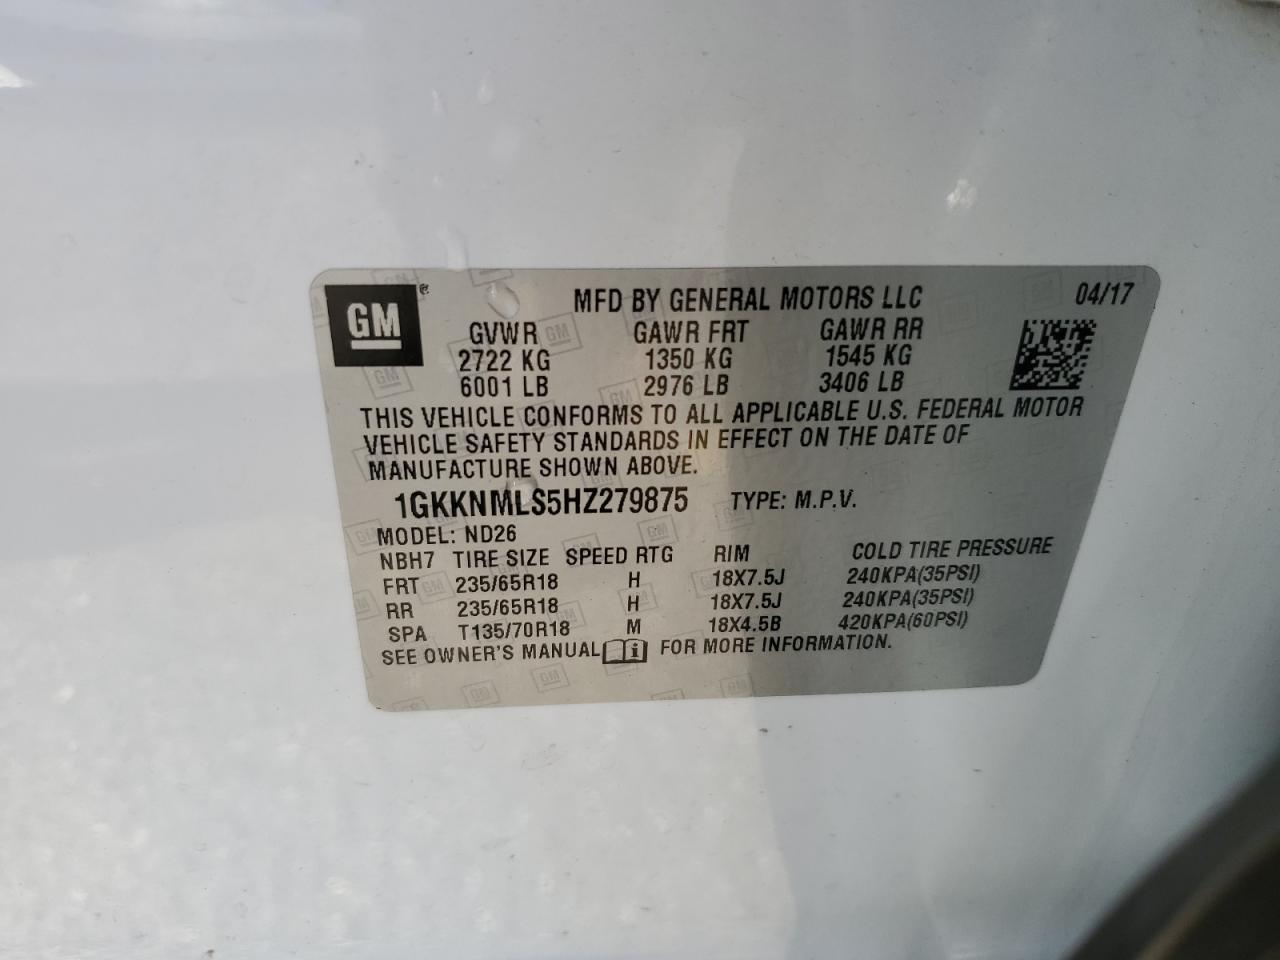 GM ®
MFD BY GENERAL MOTORS LLC 04/17
GVWR GAWR FRT GAWR RR
2722 KG 1350 KG 1545 KG
6001 LB 2976 LB 3406 LB
THIS VEHICLE CONFORMS TO ALL APPLICABLE U.S. FEDERAL MOTOR
VEHICLE SAFETY STANDARDS IN EFFECT ON THE DATE OF
MANUFACTURE SHOWN ABOVE.
1GKKNMLS5HZ279875 TYPE: M.P.V.
MODEL: ND26
NBH7 TIRE SIZE SPEED RTG RIM COLD TIRE PRESSURE
FRT 235/65R18 H 18X7.5J 240KPA(35PSI)
RR 235/65R18 H 18X7.5J 240KPA(35PSI)
SPA T135/70R18 M 18X4.5B 420KPA(60PSI)
SEE OWNER'S MANUAL i FOR MORE INFORMATION.